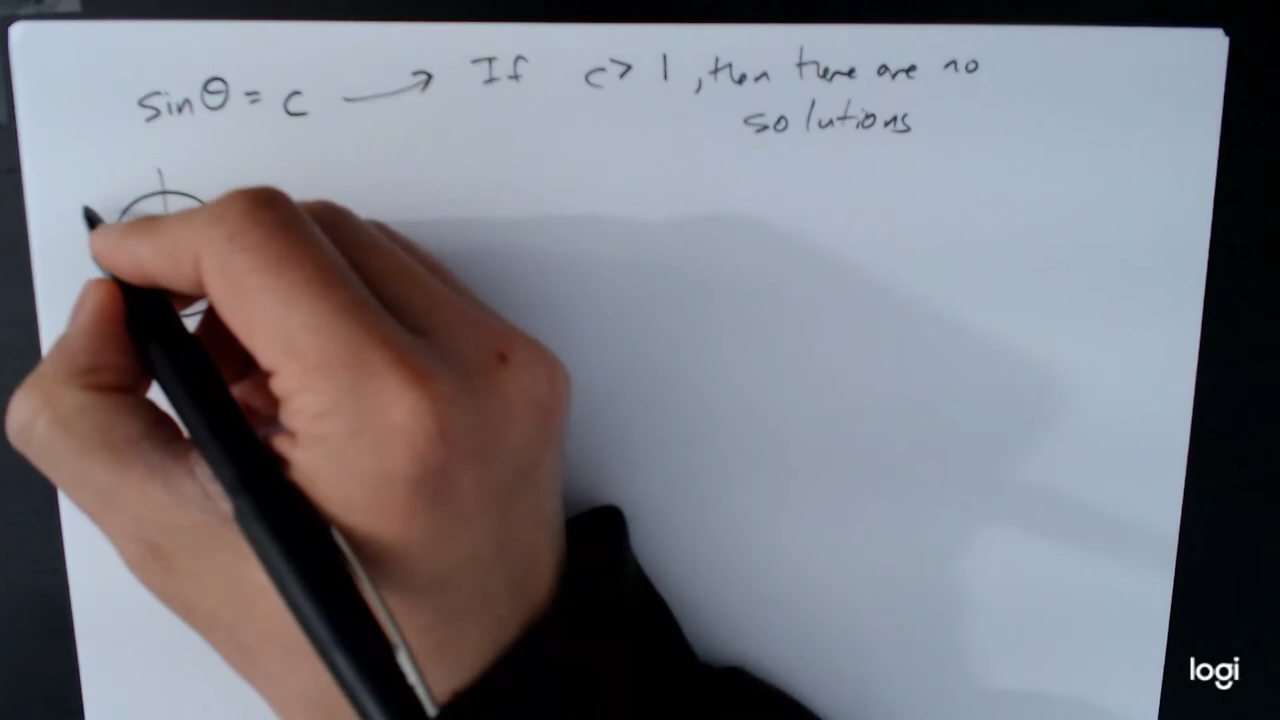 sinθ = c → If c > 1, then there are no
solutions
logi